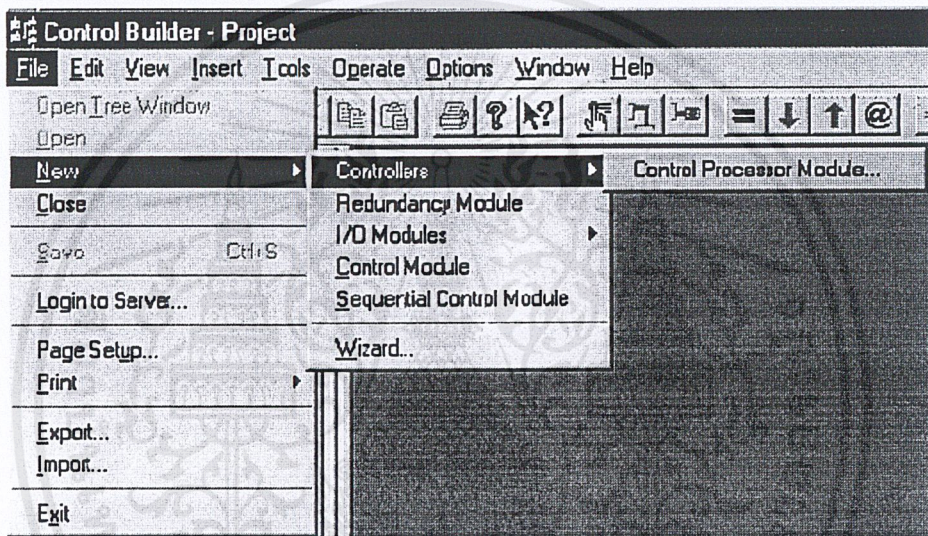 Control Builder - Project
File Edit View Insert Tools Operate Options Window Help
Open Tree Window
Open
New
Close
Save Ctrl+S
Login to Server...
Page Setup...
Print
Export...
Import...
Exit
Controllers
Redundancy Module
I/O Modules
Control Module
Sequential Control Module
Wizard...
Control Processor Module...